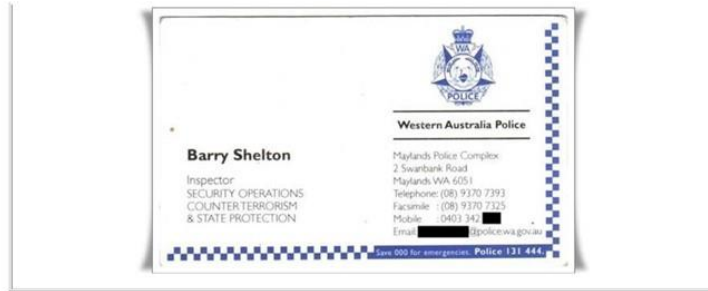 WA
POLICE
Western Australia Police
Barry Shelton
Inspector
SECURITY OPERATIONS
COUNTER TERRORISM
& STATE PROTECTION
Maylands Police Complex
2 Swanbank Road
Maylands WA 6051
Telephone: (08) 9370 7393
Facsimile : (08) 9370 7325
Mobile : 0403 342
Email: @police.wa.gov.au
Save 000 for emergencies. Police 131 444.